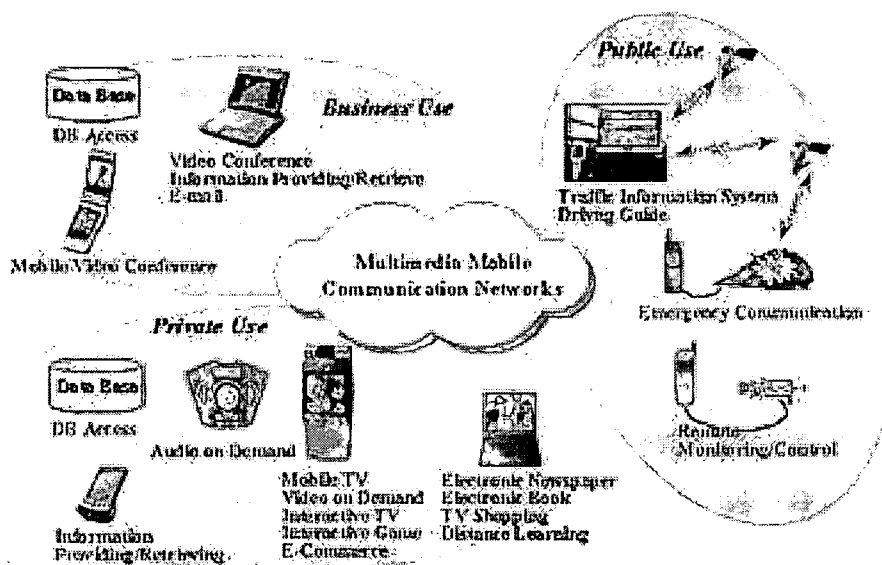 Business Use
Data Base
DB Access
Video Conference
Information Providing/Retrieve
E-mail
Mobile Video Conference
Public Use
Traffic Information System
Driving Guide
Emergency Communication
Remote
Monitoring/Control
Multimedia Mobile
Communication Networks
Private Use
Data Base
DB Access
Audio on Demand
Information
Providing/Retrieving
Mobile TV
Video on Demand
Interactive TV
Interactive Game
E-Commerce
Electronic Newspaper
Electronic Book
TV Shopping
Distance Learning